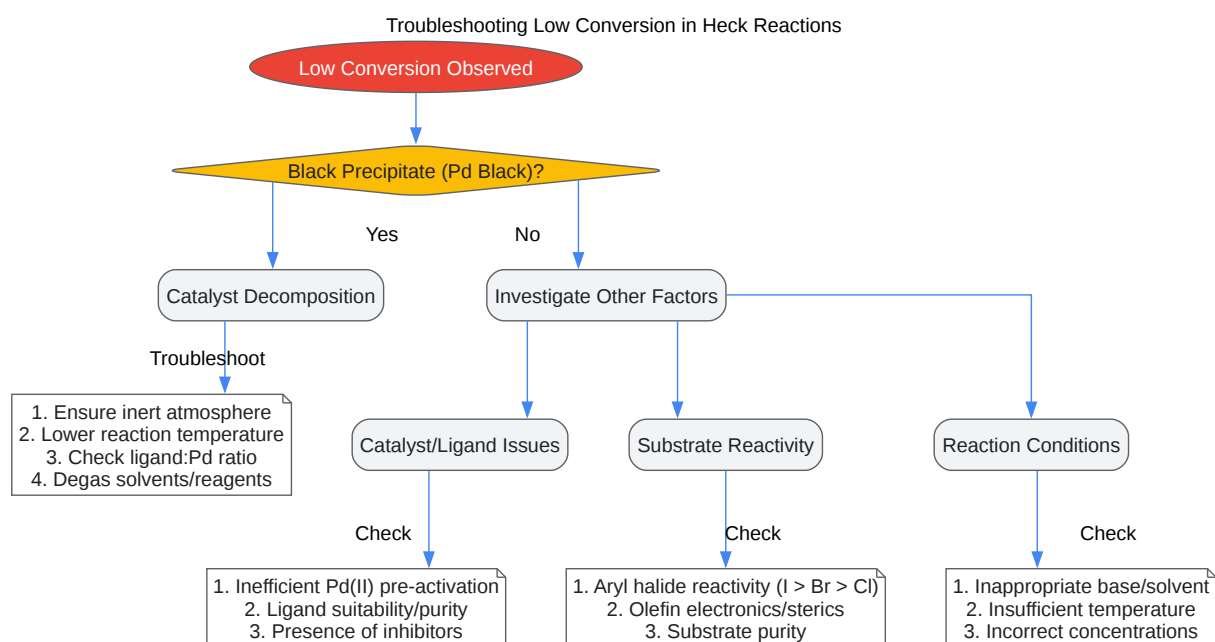 Troubleshooting Low Conversion in Heck Reactions
Low Conversion Observed
Black Precipitate (Pd Black)?
Yes
No
Catalyst Decomposition
Investigate Other Factors
Troubleshoot
1. Ensure inert atmosphere
2. Lower reaction temperature
3. Check ligand:Pd ratio
4. Degas solvents/reagents
Catalyst/Ligand Issues
Substrate Reactivity
Reaction Conditions
Check
Check
Check
1. Inefficient Pd(II) pre-activation
2. Ligand suitability/purity
3. Presence of inhibitors
1. Aryl halide reactivity (I > Br > Cl)
2. Olefin electronics/sterics
3. Substrate purity
1. Inappropriate base/solvent
2. Insufficient temperature
3. Incorrect concentrations